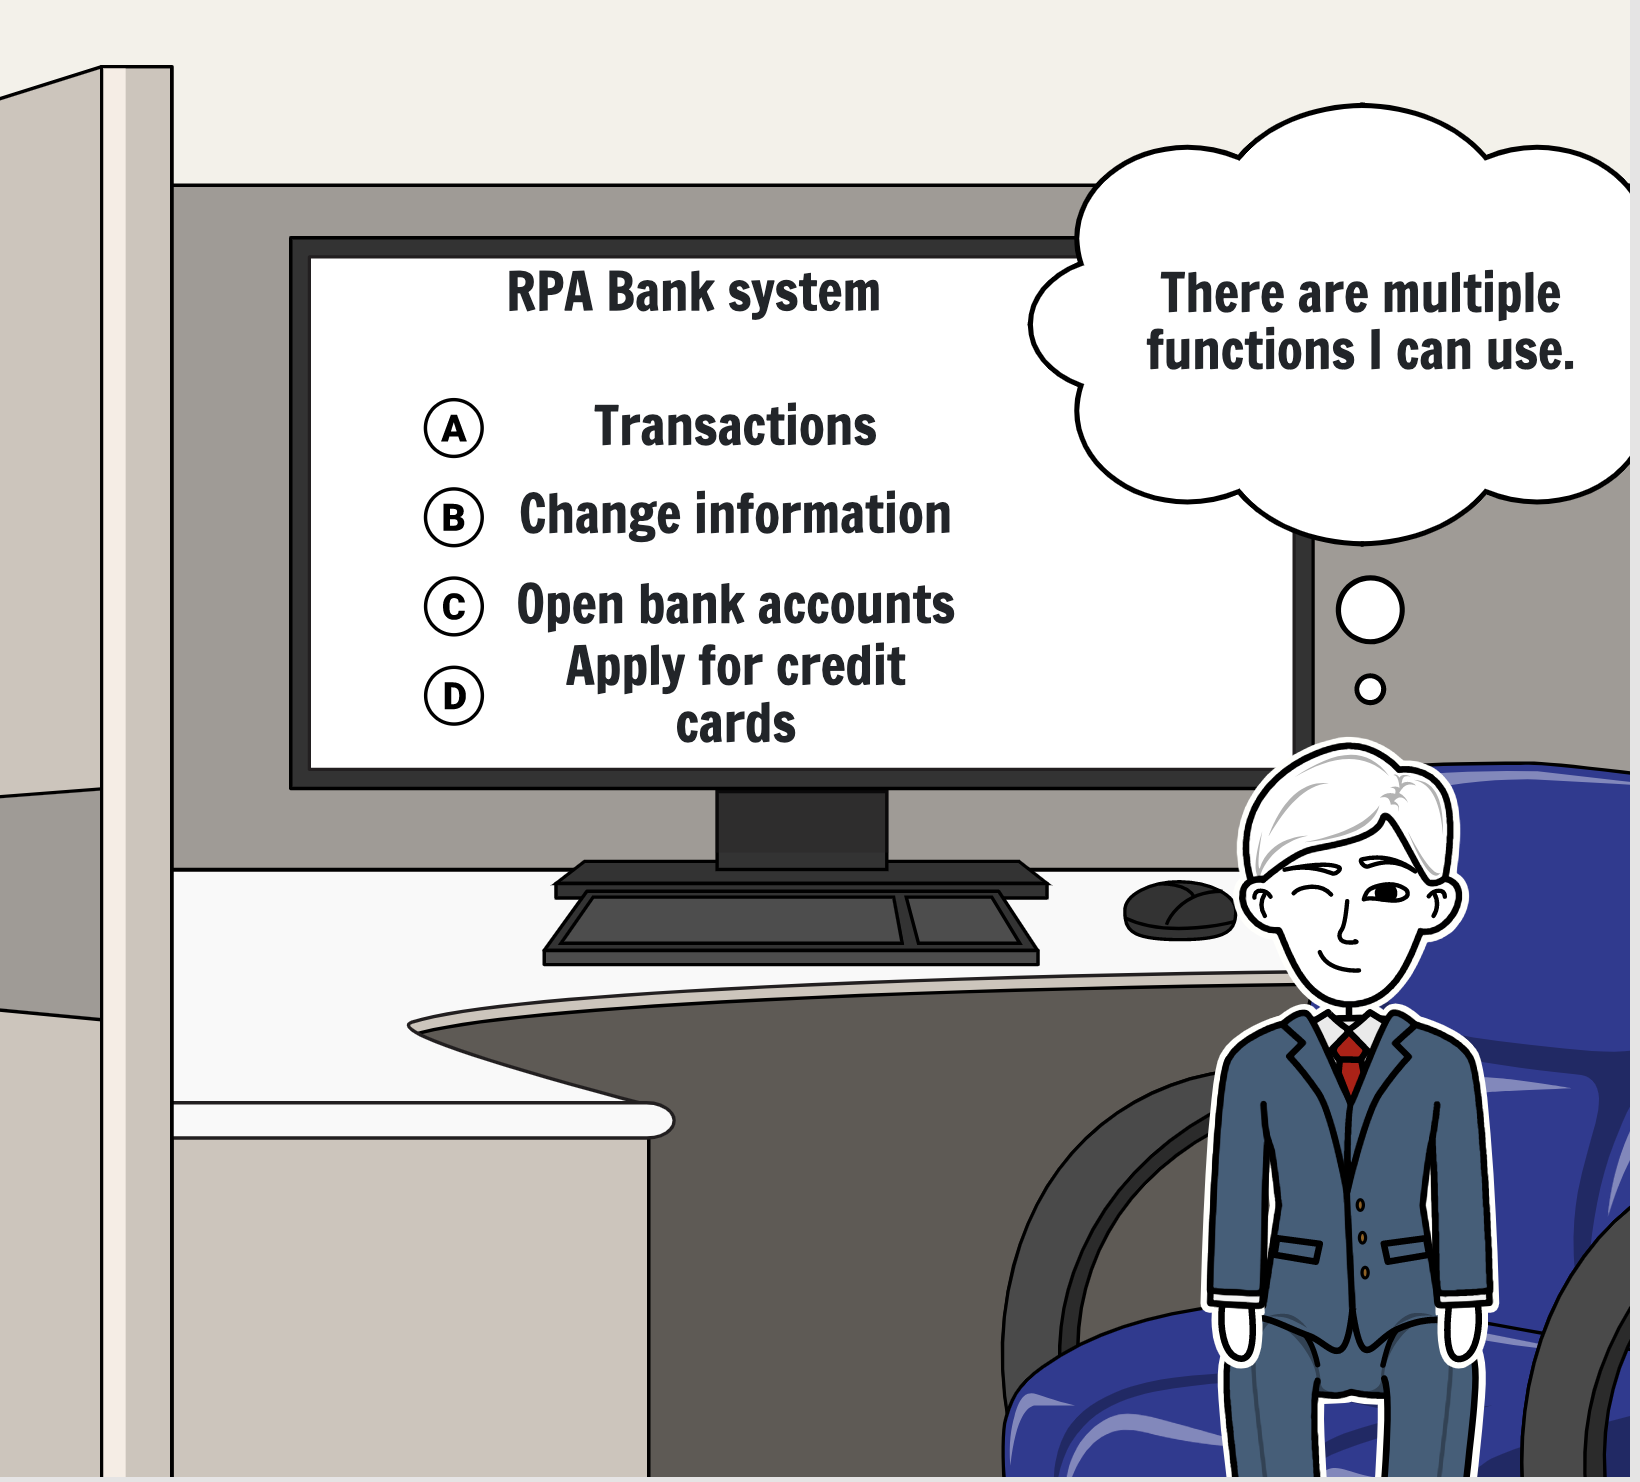 RPA Bank system
A Transactions
B Change information
C Open bank accounts
D Apply for credit
cards
There are multiple
functions I can use.